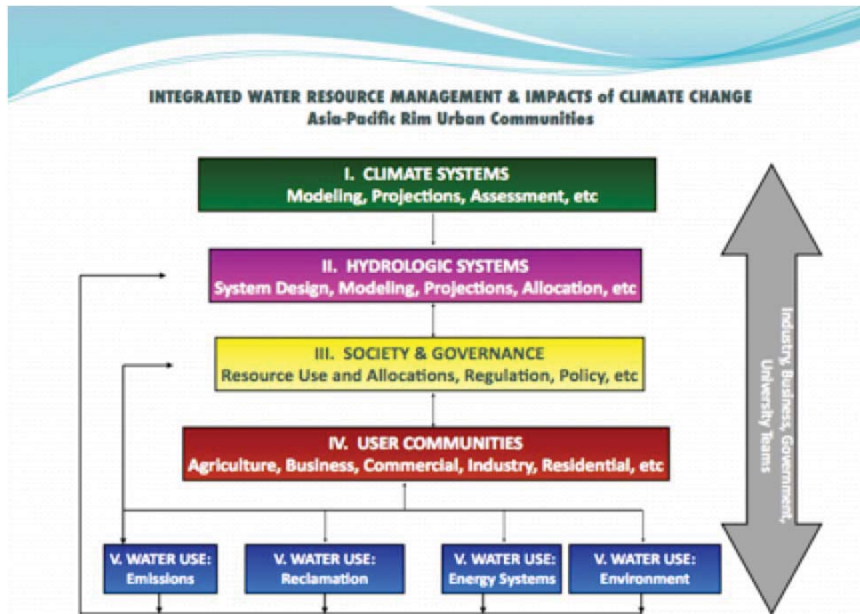 INTEGRATED WATER RESOURCE MANAGEMENT & IMPACTS of CLIMATE CHANGE
Asia-Pacific Rim Urban Communities
I. CLIMATE SYSTEMS
Modeling, Projections, Assessment, etc
II. HYDROLOGIC SYSTEMS
System Design, Modeling, Projections, Allocation, etc
III. SOCIETY & GOVERNANCE
Resource Use and Allocations, Regulation, Policy, etc
IV. USER COMMUNITIES
Agriculture, Business, Commercial, Industry, Residential, etc
V. WATER USE:
Emissions
V. WATER USE:
Reclamation
V. WATER USE:
Energy Systems
V. WATER USE:
Environment
Industry, Business, Government,
University Teams